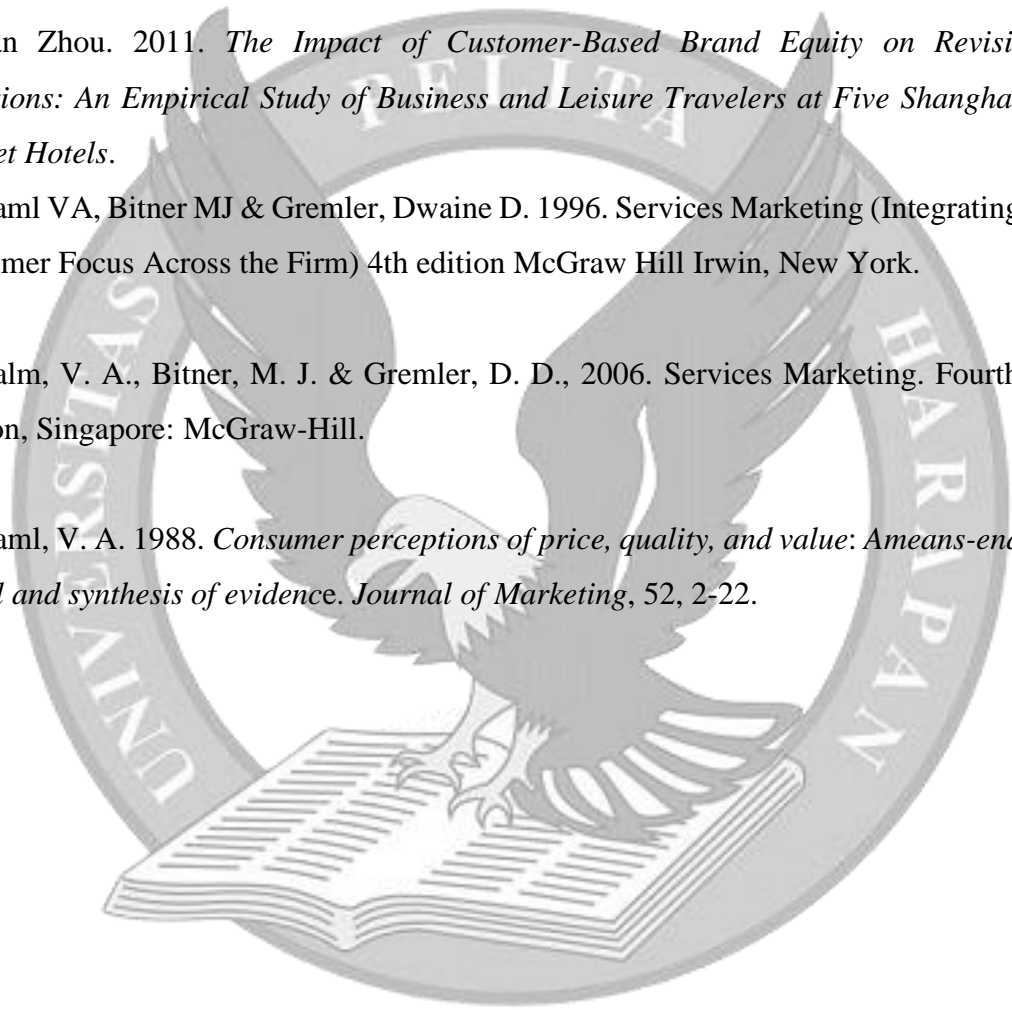 an Zhou. 2011. The Impact of Customer-Based Brand Equity on Revisi
ions: An Empirical Study of Business and Leisure Travelers at Five Shangha
et Hotels.
aml VA, Bitner MJ & Gremler, Dwaine D. 1996. Services Marketing (Integrating
mer Focus Across the Firm) 4th edition McGraw Hill Irwin, New York.
alm, V. A., Bitner, M. J. & Gremler, D. D., 2006. Services Marketing. Fourth
on, Singapore: McGraw-Hill.
aml, V. A. 1988. Consumer perceptions of price, quality, and value: Ameans-end
l and synthesis of evidence. Journal of Marketing, 52, 2-22.
UNIVERSITAS PELITA HARAPAN